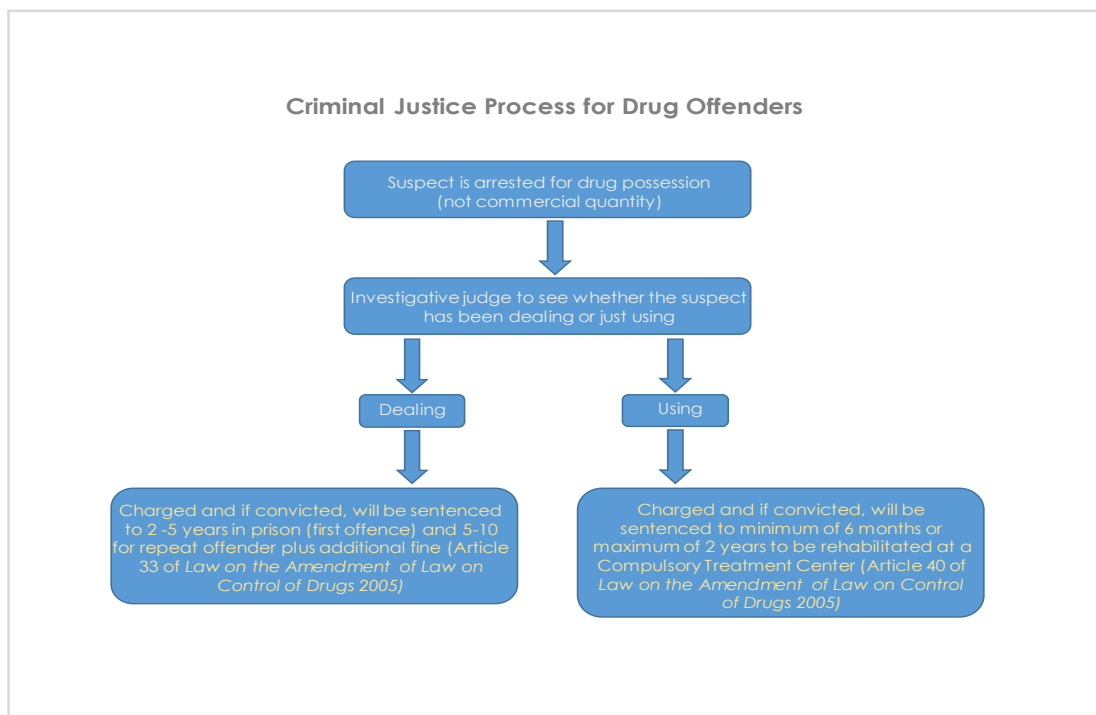 Criminal Justice Process for Drug Offenders
Suspect is arrested for drug possession
(not commercial quantity)
Investigative judge to see whether the suspect
has been dealing or just using
Dealing
Using
Charged and if convicted, will be sentenced
to 2 -5 years in prison (first offence) and 5-10
for repeat offender plus additional fine (Article
33 of Law on the Amendment of Law on
Control of Drugs 2005)
Charged and if convicted, will be
sentenced to minimum of 6 months or
maximum of 2 years to be rehabilitated at a
Compulsory Treatment Center (Article 40 of
Law on the Amendment of Law on Control
of Drugs 2005)